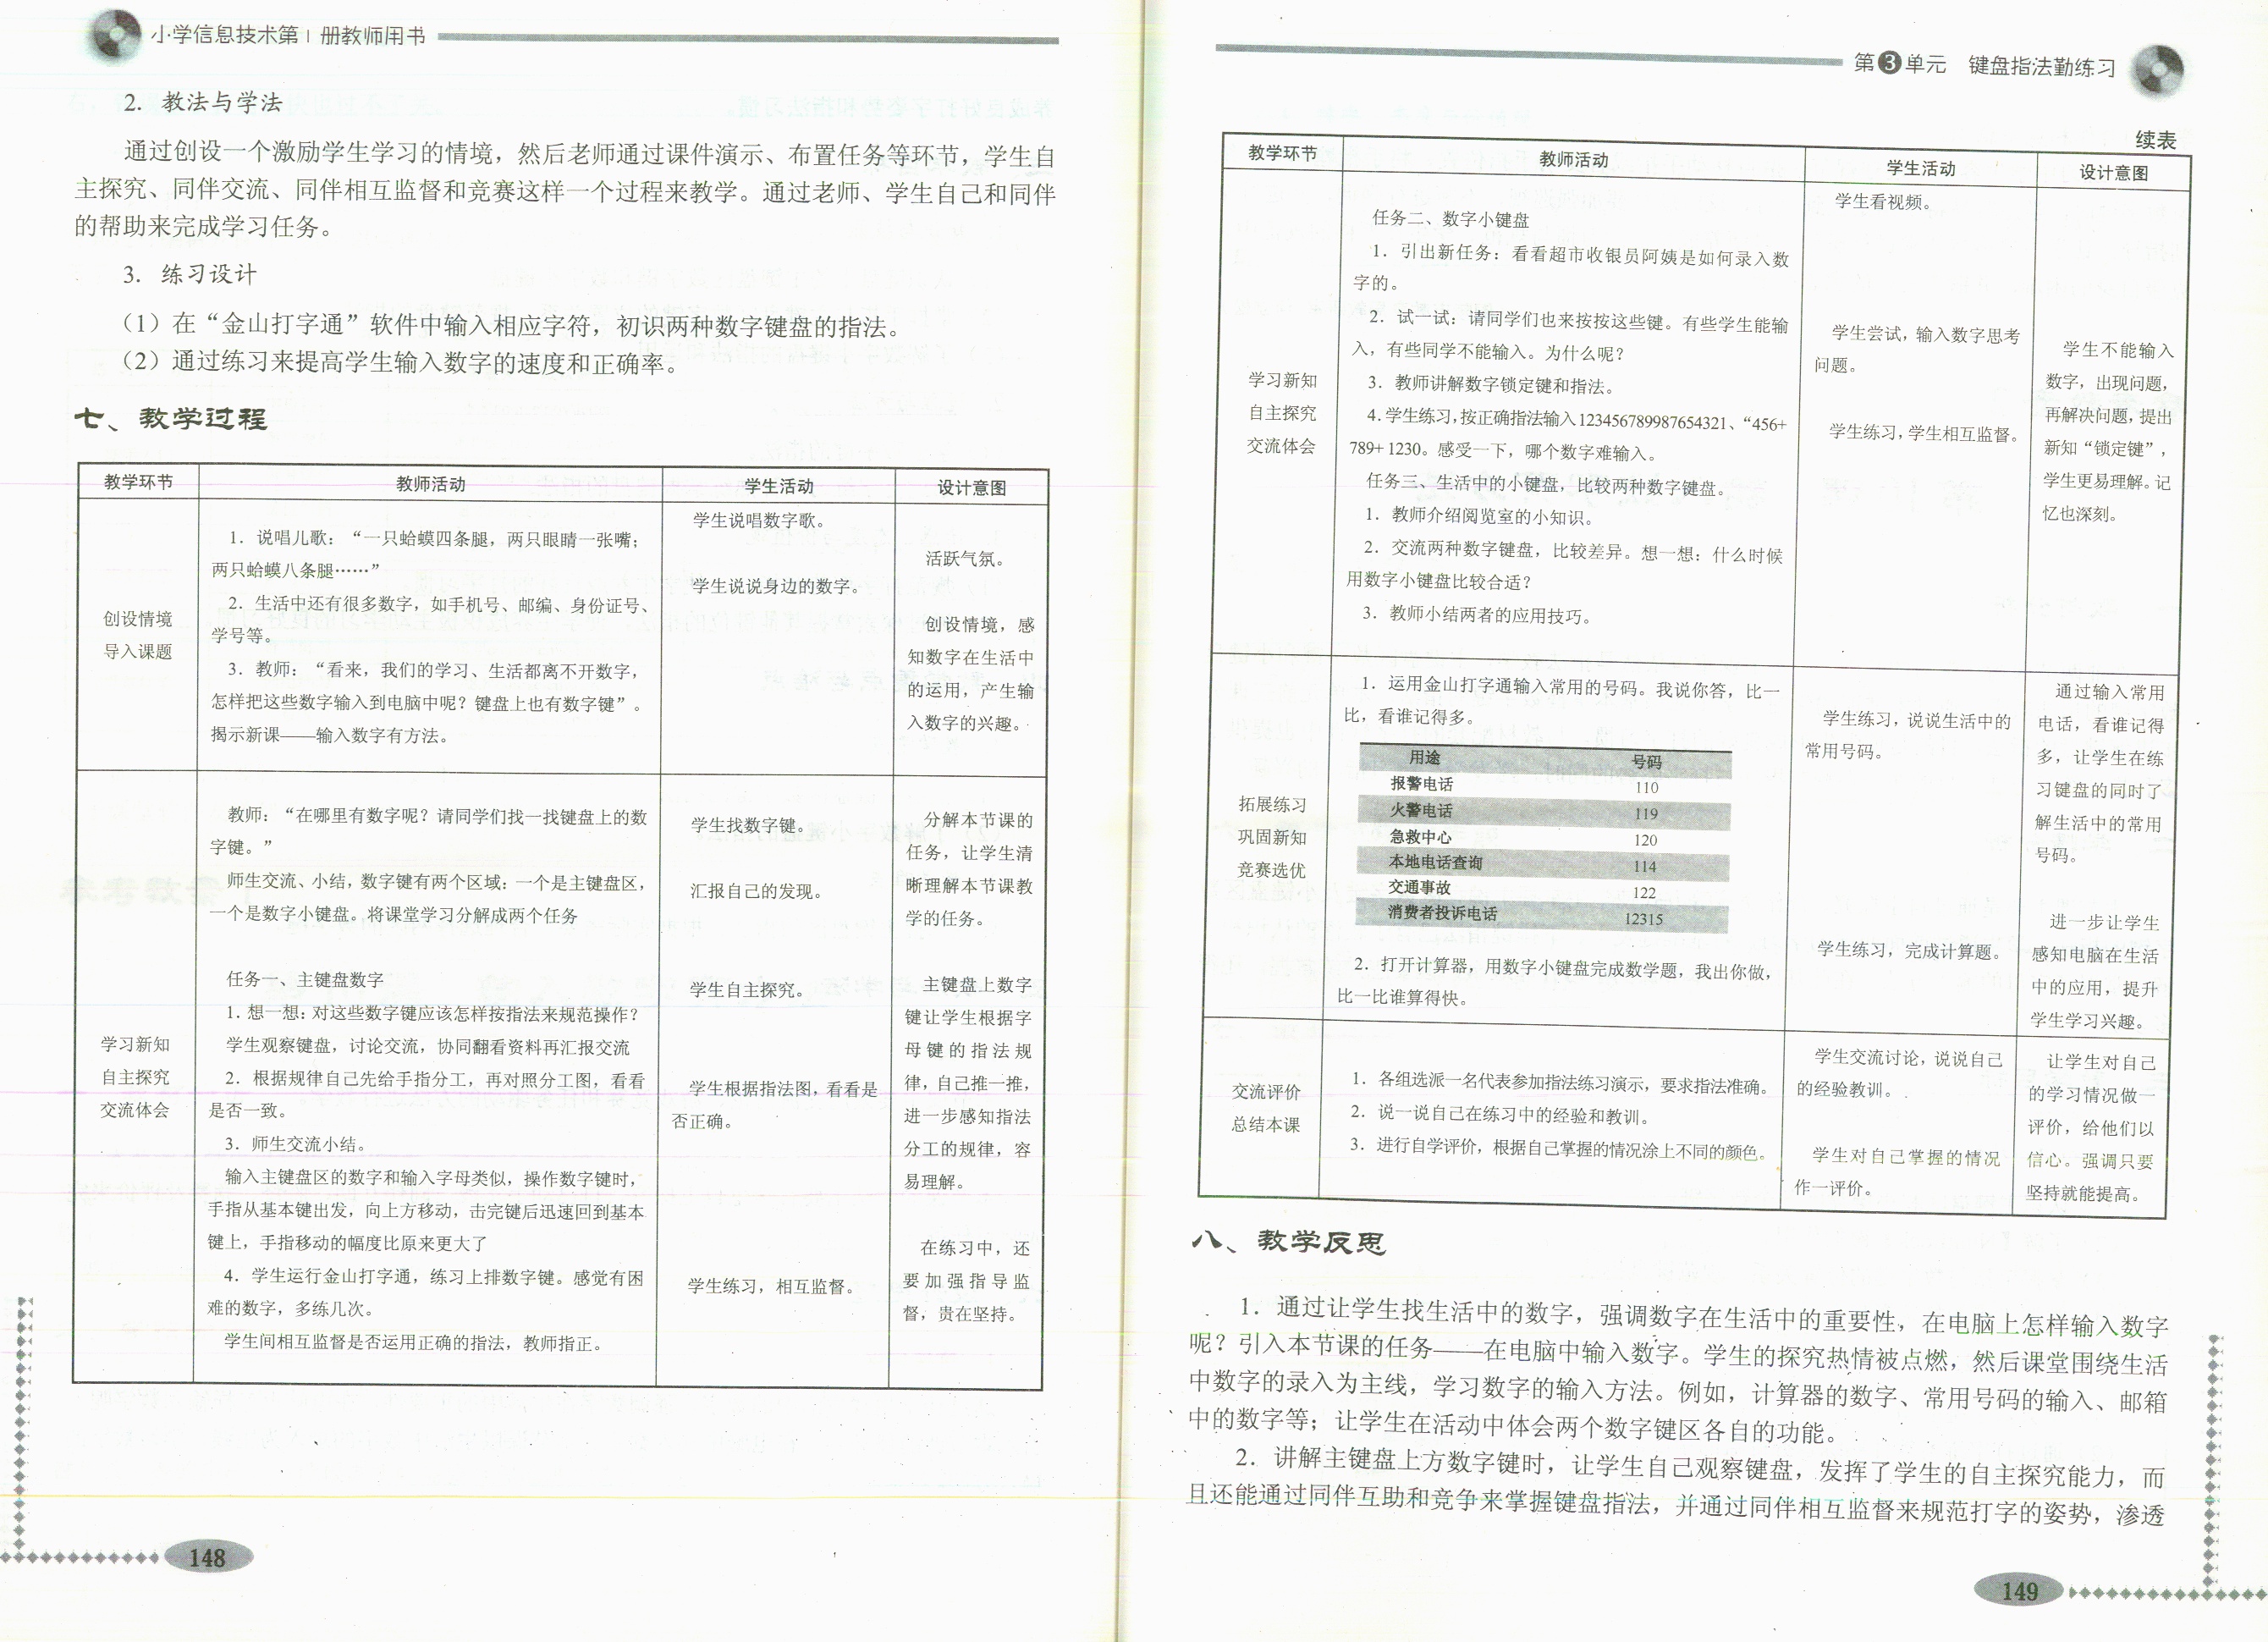 小学信息技术第1册教师用书
2. 教法与学法
通过创设一个激励学生学习的情境，然后老师通过课件演示、布置任务等环节，学生自
主探究、同伴交流、同伴相互监督和竞赛这样一个过程来教学。通过老师、学生自己和同伴
的帮助来完成学习任务。
3. 练习设计
（1）在“金山打字通”软件中输入相应字符，初识两种数字键盘的指法。
（2）通过练习来提高学生输入数字的速度和正确率。
七、教学过程
教学环节 教师活动 学生活动 设计意图
创设情境
导入课题
1. 说唱儿歌：“一只蛤蟆四条腿，两只眼睛一张嘴；
两只蛤蟆八条腿……”
2. 生活中还有很多数字，如手机号、邮编、身份证号、
学号等。
3. 教师：“看来，我们的学习、生活都离不开数字，
怎样把这些数字输入到电脑中呢？键盘上也有数字键”。
揭示新课——输入数字有方法。
学生说唱数字歌。
学生说说身边的数字。
活跃气氛。
创设情境，感
知数字在生活中
的运用，产生输
入数字的兴趣。
学习新知
自主探究
交流体会
教师：“在哪里有数字呢？请同学们找一找键盘上的数
字键。”
师生交流、小结，数字键有两个区域：一个是主键盘区，
一个是数字小键盘。将课堂学习分解成两个任务
任务一、主键盘数字
1. 想一想：对这些数字键应该怎样按指法来规范操作？
学生观察键盘，讨论交流，协同翻看资料再汇报交流
2. 根据规律自己先给手指分工，再对照分工图，看看
是否一致。
3. 师生交流小结。
输入主键盘区的数字和输入字母类似，操作数字键时，
手指从基本键出发，向上方移动，击完键后迅速回到基本
键上，手指移动的幅度比原来更大了
4. 学生运行金山打字通，练习上排数字键。感觉有困
难的数字，多练几次。
学生间相互监督是否运用正确的指法，教师指正。
学生找数字键。
汇报自己的发现。
学生自主探究。
学生根据指法图，看看是
否正确。
学生练习，相互监督。
分解本节课的
任务，让学生清
晰理解本节课教
学的任务。
主键盘上数字
键让学生根据字
母键的指法规
律，自己推一推，
进一步感知指法
分工的规律，容
易理解。
在练习中，还
要加强指导监
督，贵在坚持。
148
第3单元 键盘指法勤练习
续表
教学环节 教师活动 学生活动 设计意图
学习新知
自主探究
交流体会
任务二、数字小键盘
1. 引出新任务：看看超市收银员阿姨是如何录入数
字的。
2. 试一试：请同学们也来按按这些键。有些学生能输
入，有些同学不能输入。为什么呢？
3. 教师讲解数字锁定键和指法。
4. 学生练习，按正确指法输入123456789987654321、“456+
789+1230。感受一下，哪个数字难输入。
任务三、生活中的小键盘，比较两种数字键盘。
1. 教师介绍阅览室的小知识。
2. 交流两种数字键盘，比较差异。想一想：什么时候
用数字小键盘比较合适？
3. 教师小结两者的应用技巧。
学生看视频。
学生尝试，输入数字思考
问题。
学生练习，学生相互监督。
学生不能输入
数字，出现问题，
再解决问题，提出
新知“锁定键”，
学生更易理解。记
忆也深刻。
拓展练习
巩固新知
竞赛选优
1. 运用金山打字通输入常用的号码。我说你答，比一
比，看谁记得多。
用途 号码
报警电话 110
火警电话 119
急救中心 120
本地电话查询 114
交通事故 122
消费者投诉电话 12315
2. 打开计算器，用数字小键盘完成数学题，我出你做，
比一比谁算得快。
学生练习，说说生活中的
常用号码。
学生练习，完成计算题。
通过输入常用
电话，看谁记得
多，让学生在练
习键盘的同时了
解生活中的常用
号码。
进一步让学生
感知电脑在生活
中的应用，提升
学生学习兴趣。
交流评价
总结本课
1. 各组选派一名代表参加指法练习演示，要求指法准确。
2. 说一说自己在练习中的经验和教训。
3. 进行自学评价，根据自己掌握的情况涂上不同的颜色。
学生交流讨论，说说自己
的经验教训。
学生对自己掌握的情况
作一评价。
让学生对自己
的学习情况做一
评价，给他们以
信心。强调只要
坚持就能提高。
八、教学反思
1. 通过让学生找生活中的数字，强调数字在生活中的重要性，在电脑上怎样输入数字
呢？引入本节课的任务——在电脑中输入数字。学生的探究热情被点燃，然后课堂围绕生活
中数字的录入为主线，学习数字的输入方法。例如，计算器的数字、常用号码的输入、邮箱
中的数字等；让学生在活动中体会两个数字键区各自的功能。
2. 讲解主键盘上方数字键时，让学生自己观察键盘，发挥了学生的自主探究能力，而
且还能通过同伴互助和竞争来掌握键盘指法，并通过同伴相互监督来规范打字的姿势，渗透
149